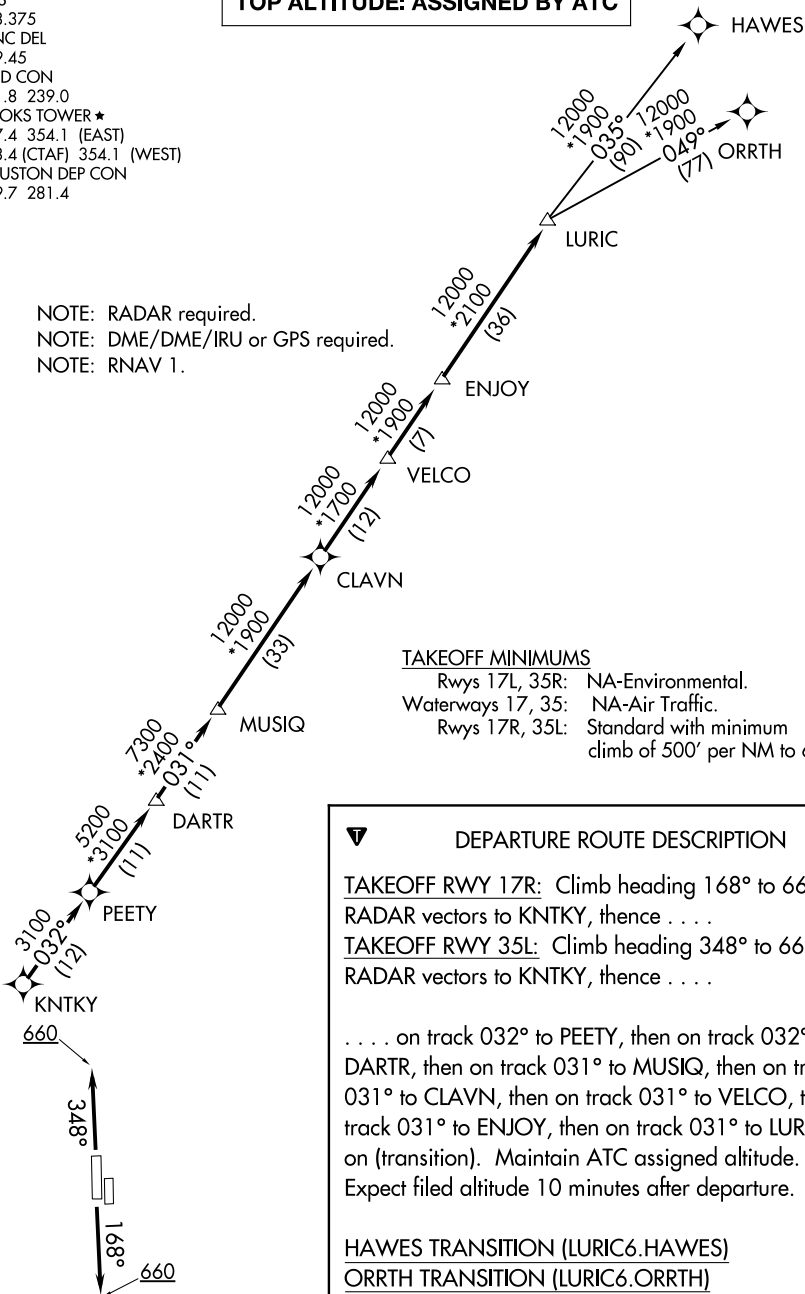 TOP ALTITUDE: ASSIGNED BY ATC
.375
NC DEL
.45
D CON
.8 239.0
OKS TOWER ★
.4 354.1 (EAST)
.4 (CTAF) 354.1 (WEST)
USTON DEP CON
.7 281.4
HAWES
12000
*1900
035°
(90)
12000
*1900
049°
(77)
ORRTH
LURIC
NOTE: RADAR required.
NOTE: DME/DME/IRU or GPS required.
NOTE: RNAV 1.
12000
*2100
(36)
ENJOY
12000
*1900
(7)
VELCO
12000
*1700
(12)
CLAVN
12000
*1900
(33)
MUSIQ
TAKEOFF MINIMUMS
Rwys 17L, 35R: NA-Environmental.
Waterways 17, 35: NA-Air Traffic.
Rwys 17R, 35L: Standard with minimum
climb of 500' per NM to
7300
*2400
031°
(11)
DARTR
5200
*3100
(11)
PEETY
3100
032°
(12)
KNTKY
660
348°
168°
660
T DEPARTURE ROUTE DESCRIPTION
TAKEOFF RWY 17R: Climb heading 168° to 66
RADAR vectors to KNTKY, thence . . . .
TAKEOFF RWY 35L: Climb heading 348° to 66
RADAR vectors to KNTKY, thence . . . .
. . . . on track 032° to PEETY, then on track 032°
DARTR, then on track 031° to MUSIQ, then on tr
031° to CLAVN, then on track 031° to VELCO, t
track 031° to ENJOY, then on track 031° to LUR
on (transition). Maintain ATC assigned altitude.
Expect filed altitude 10 minutes after departure.
HAWES TRANSITION (LURIC6.HAWES)
ORRTH TRANSITION (LURIC6.ORRTH)